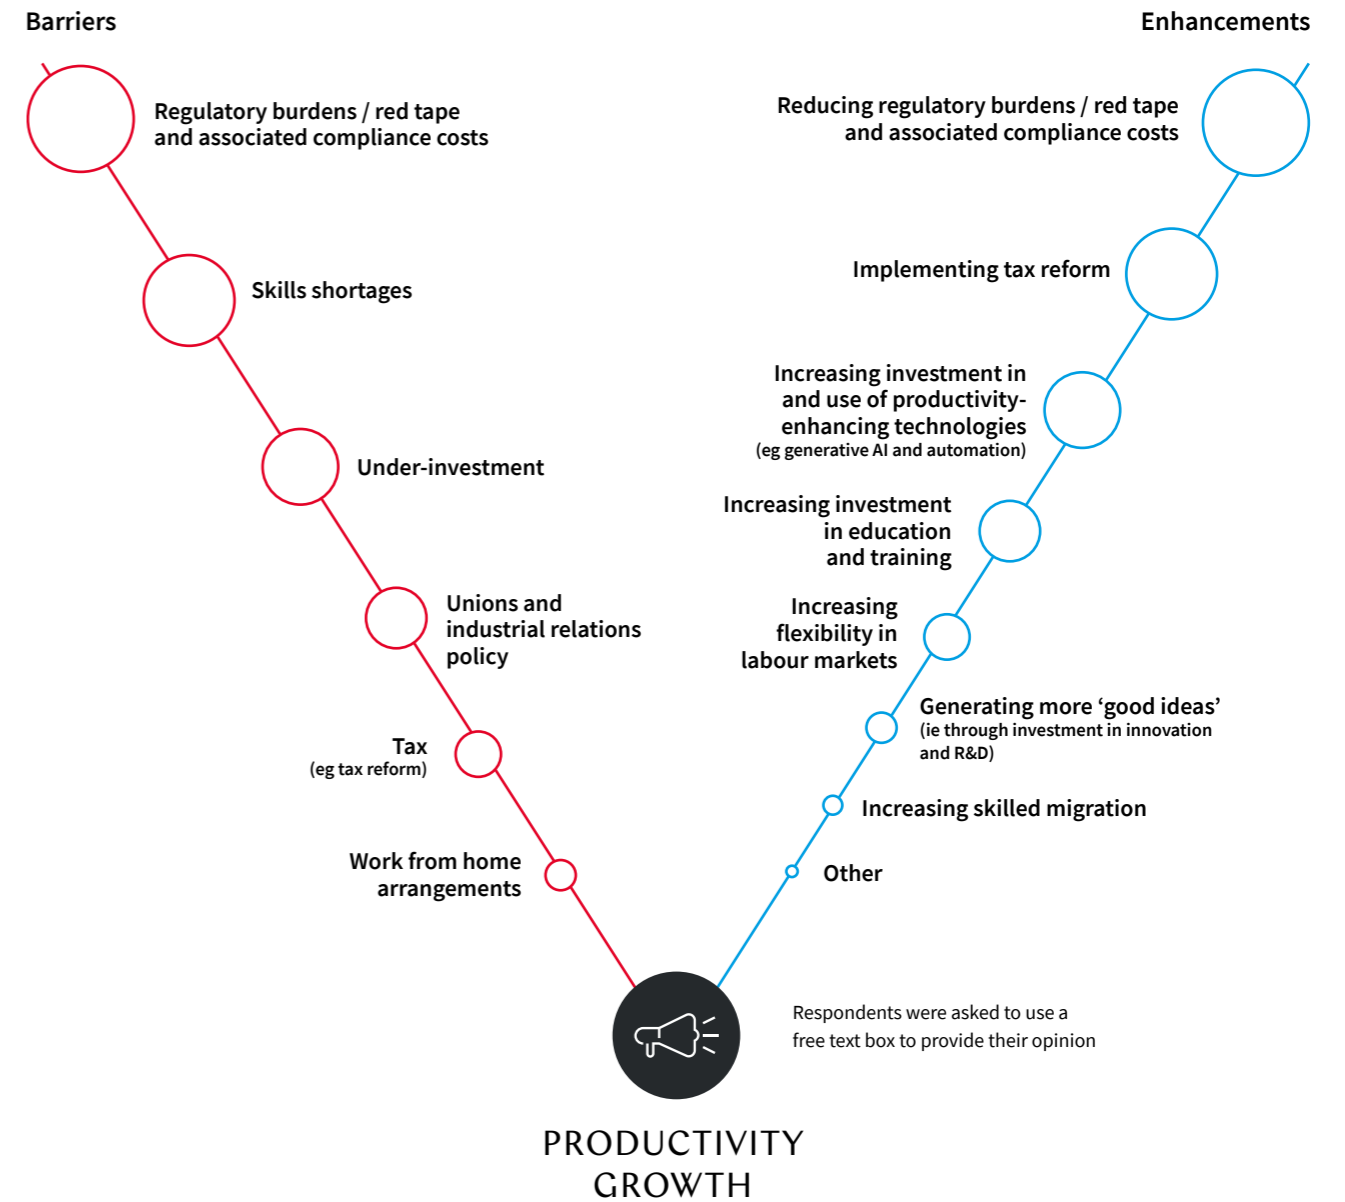 Barriers
Regulatory burdens / red tape
and associated compliance costs
Skills shortages
Under-investment
Unions and
industrial relations
policy
Tax
(eg tax reform)
Work from home
arrangements
Enhancements
Reducing regulatory burdens / red tape
and associated compliance costs
Implementing tax reform
Increasing investment in
and use of productivity-
enhancing technologies
(eg generative AI and automation)
Increasing investment
in education
and training
Increasing
flexibility in
labour markets
Generating more ‘good ideas’
(ie through investment in innovation
and R&D)
Increasing skilled migration
Other
Respondents were asked to use a
free text box to provide their opinion
PRODUCTIVITY
GROWTH